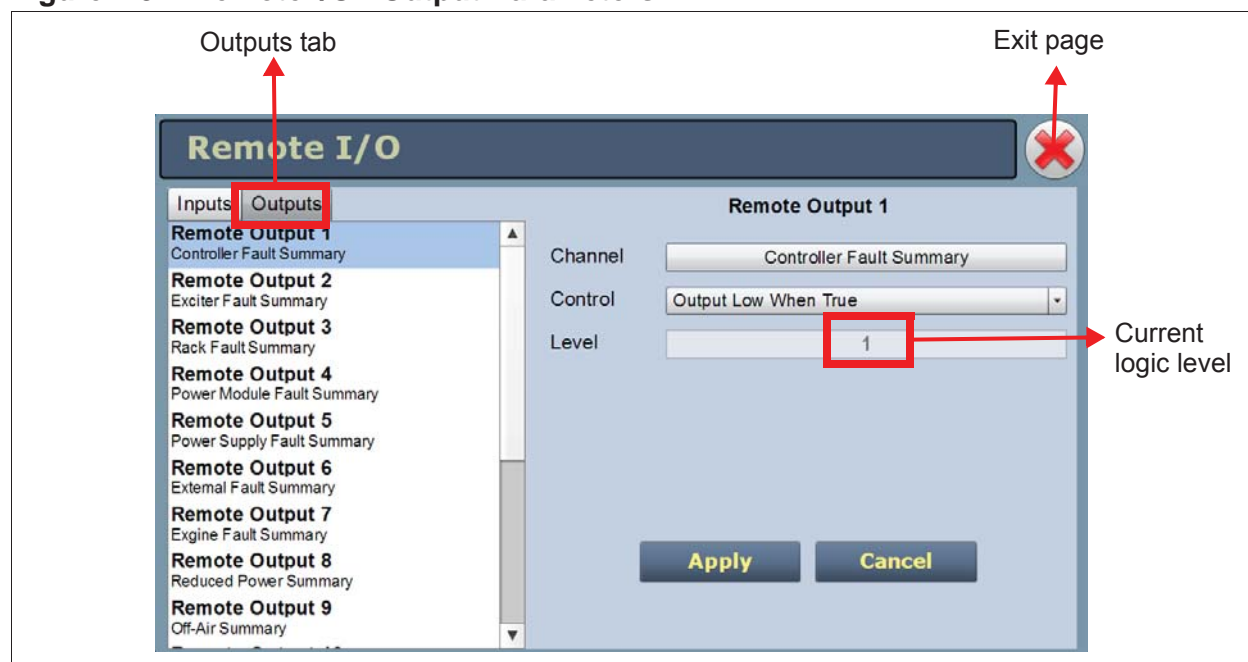 Outputs tab
Exit page
Remote I/O
Inputs Outputs
Remote Output 1
Controller Fault Summary
Remote Output 2
Exciter Fault Summary
Remote Output 3
Rack Fault Summary
Remote Output 4
Power Module Fault Summary
Remote Output 5
Power Supply Fault Summary
Remote Output 6
External Fault Summary
Remote Output 7
Exgine Fault Summary
Remote Output 8
Reduced Power Summary
Remote Output 9
Off-Air Summary
Remote Output 1
Channel Controller Fault Summary
Control Output Low When True
Level 1
Current
logic level
Apply Cancel